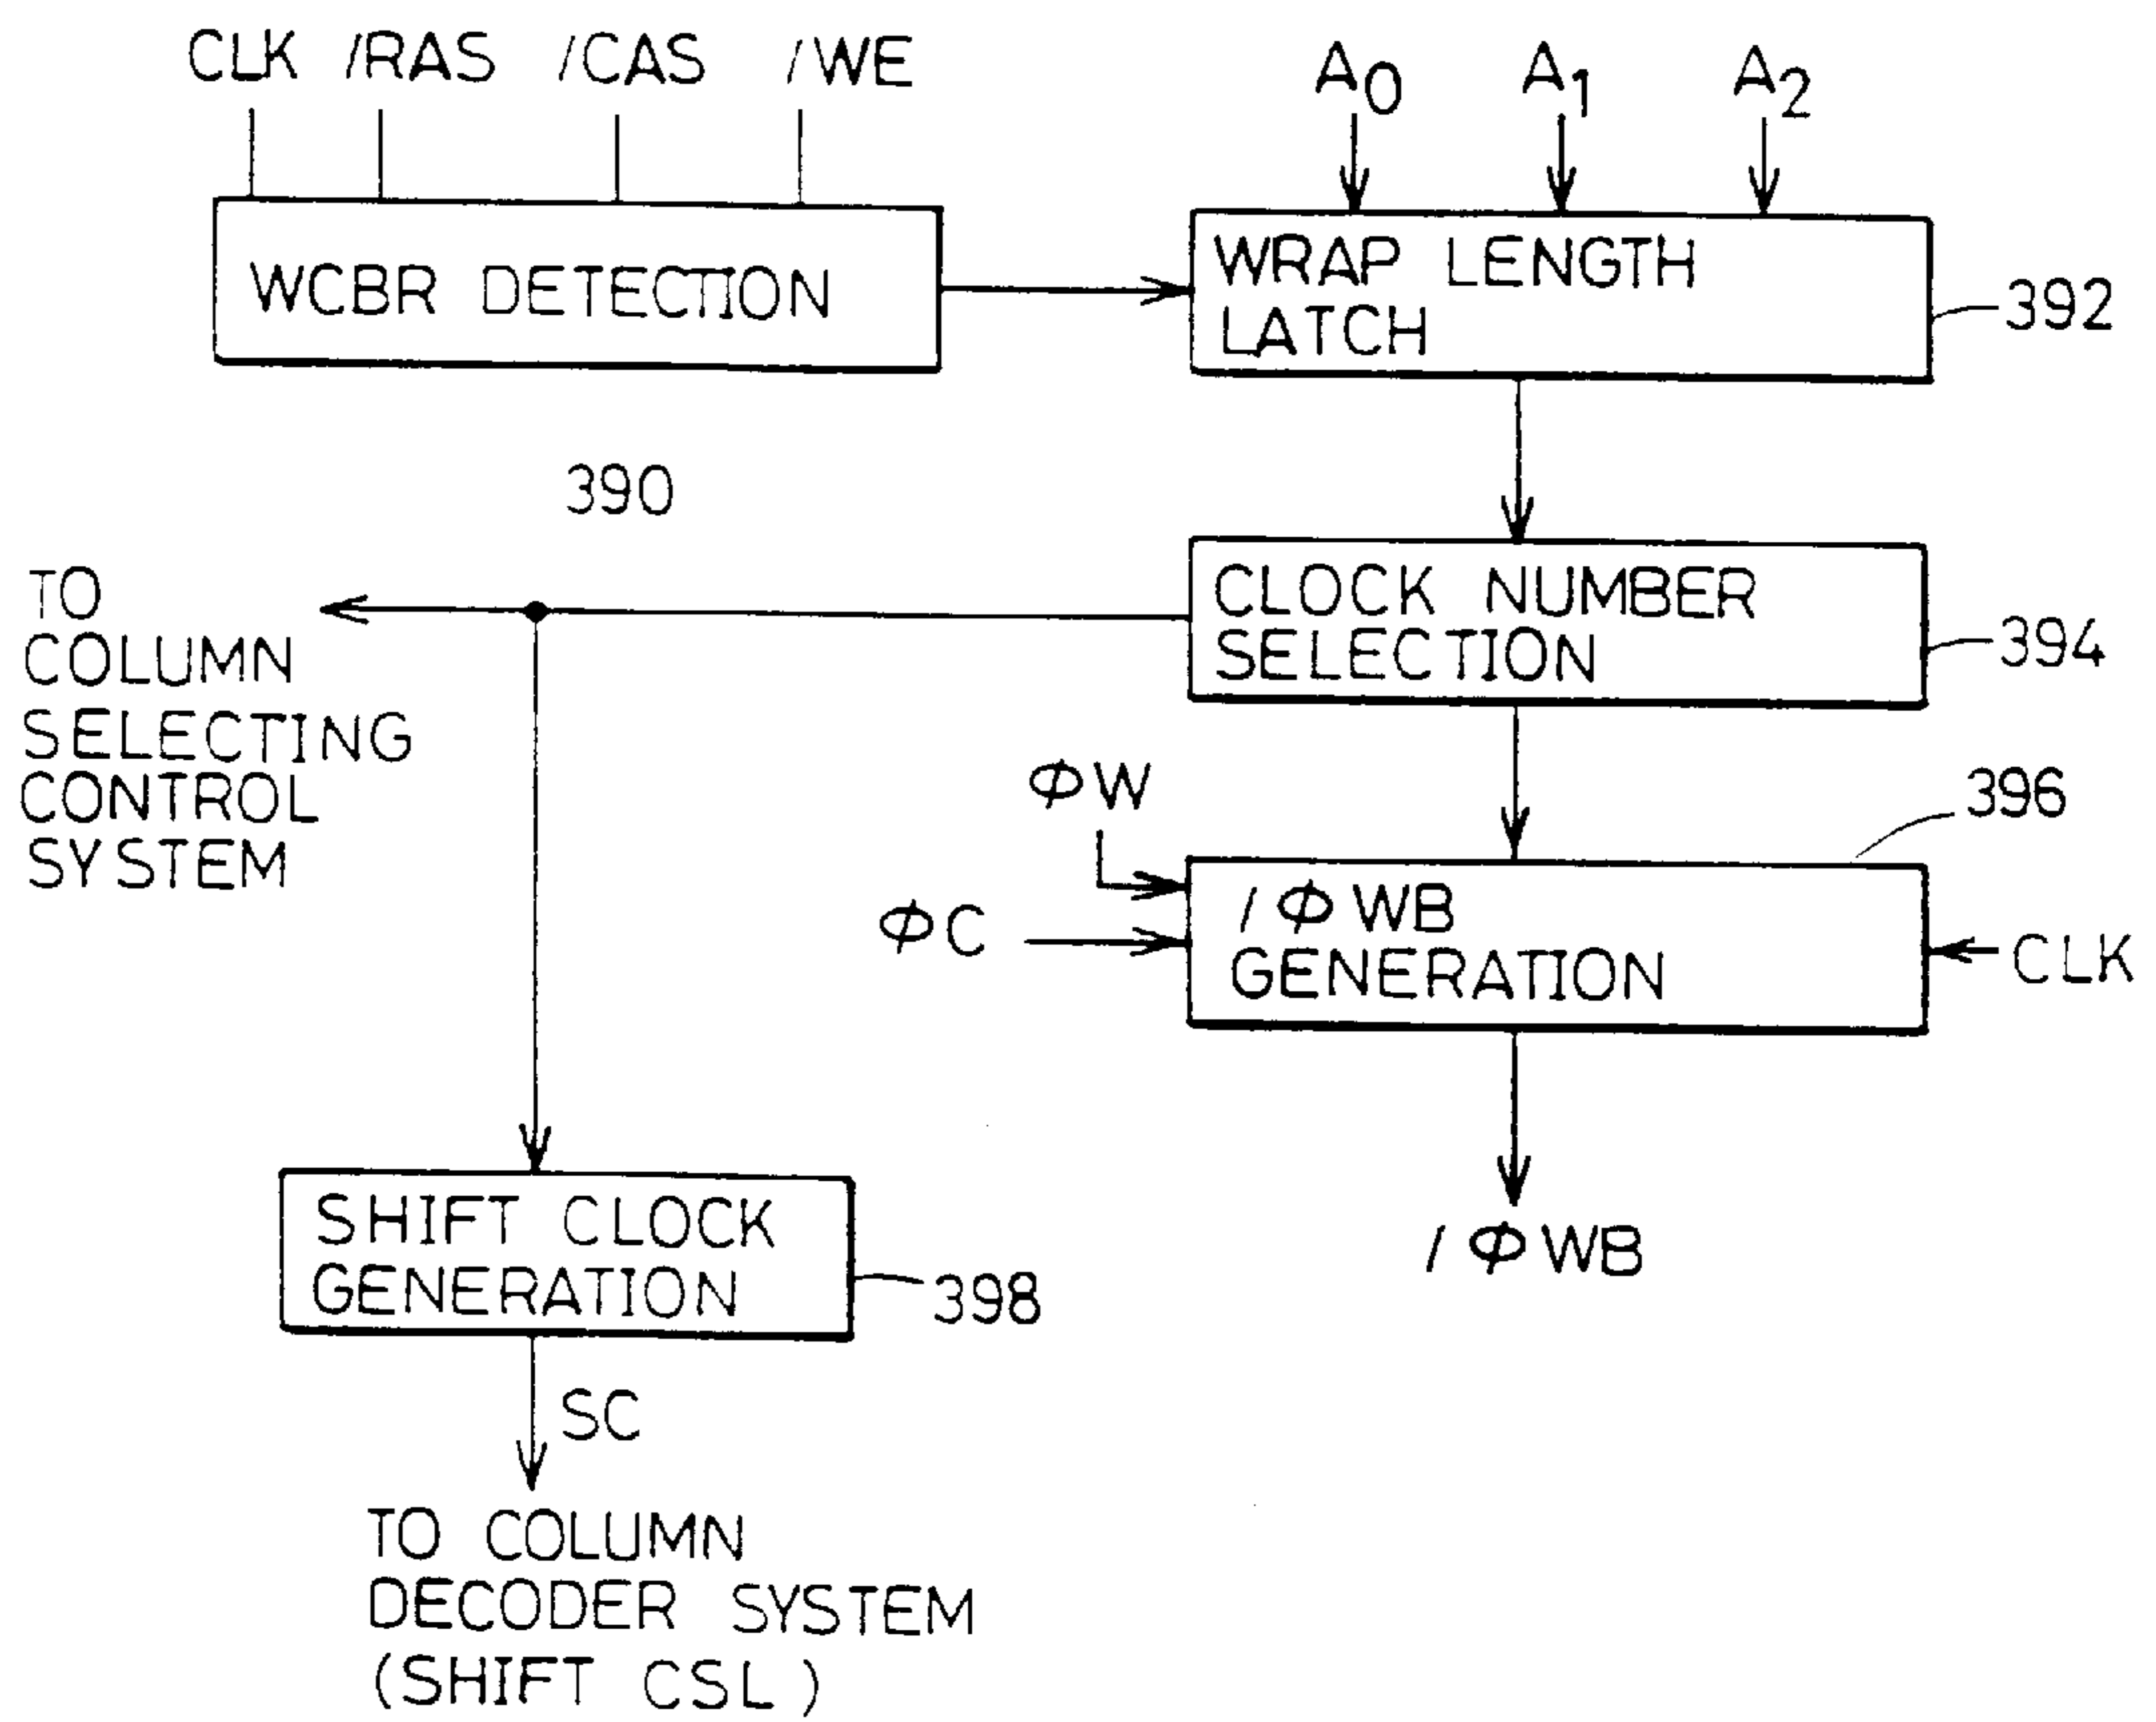 CLK /RAS /CAS /WE
A0 A1 A2
WCBR DETECTION
WRAP LENGTH
LATCH
392
390
TO
COLUMN
SELECTING
CONTROL
SYSTEM
CLOCK NUMBER
SELECTION
394
ΦW
396
ΦC
/ΦWB
GENERATION
CLK
SHIFT CLOCK
GENERATION
398
/ΦWB
SC
TO COLUMN
DECODER SYSTEM
(SHIFT CSL)